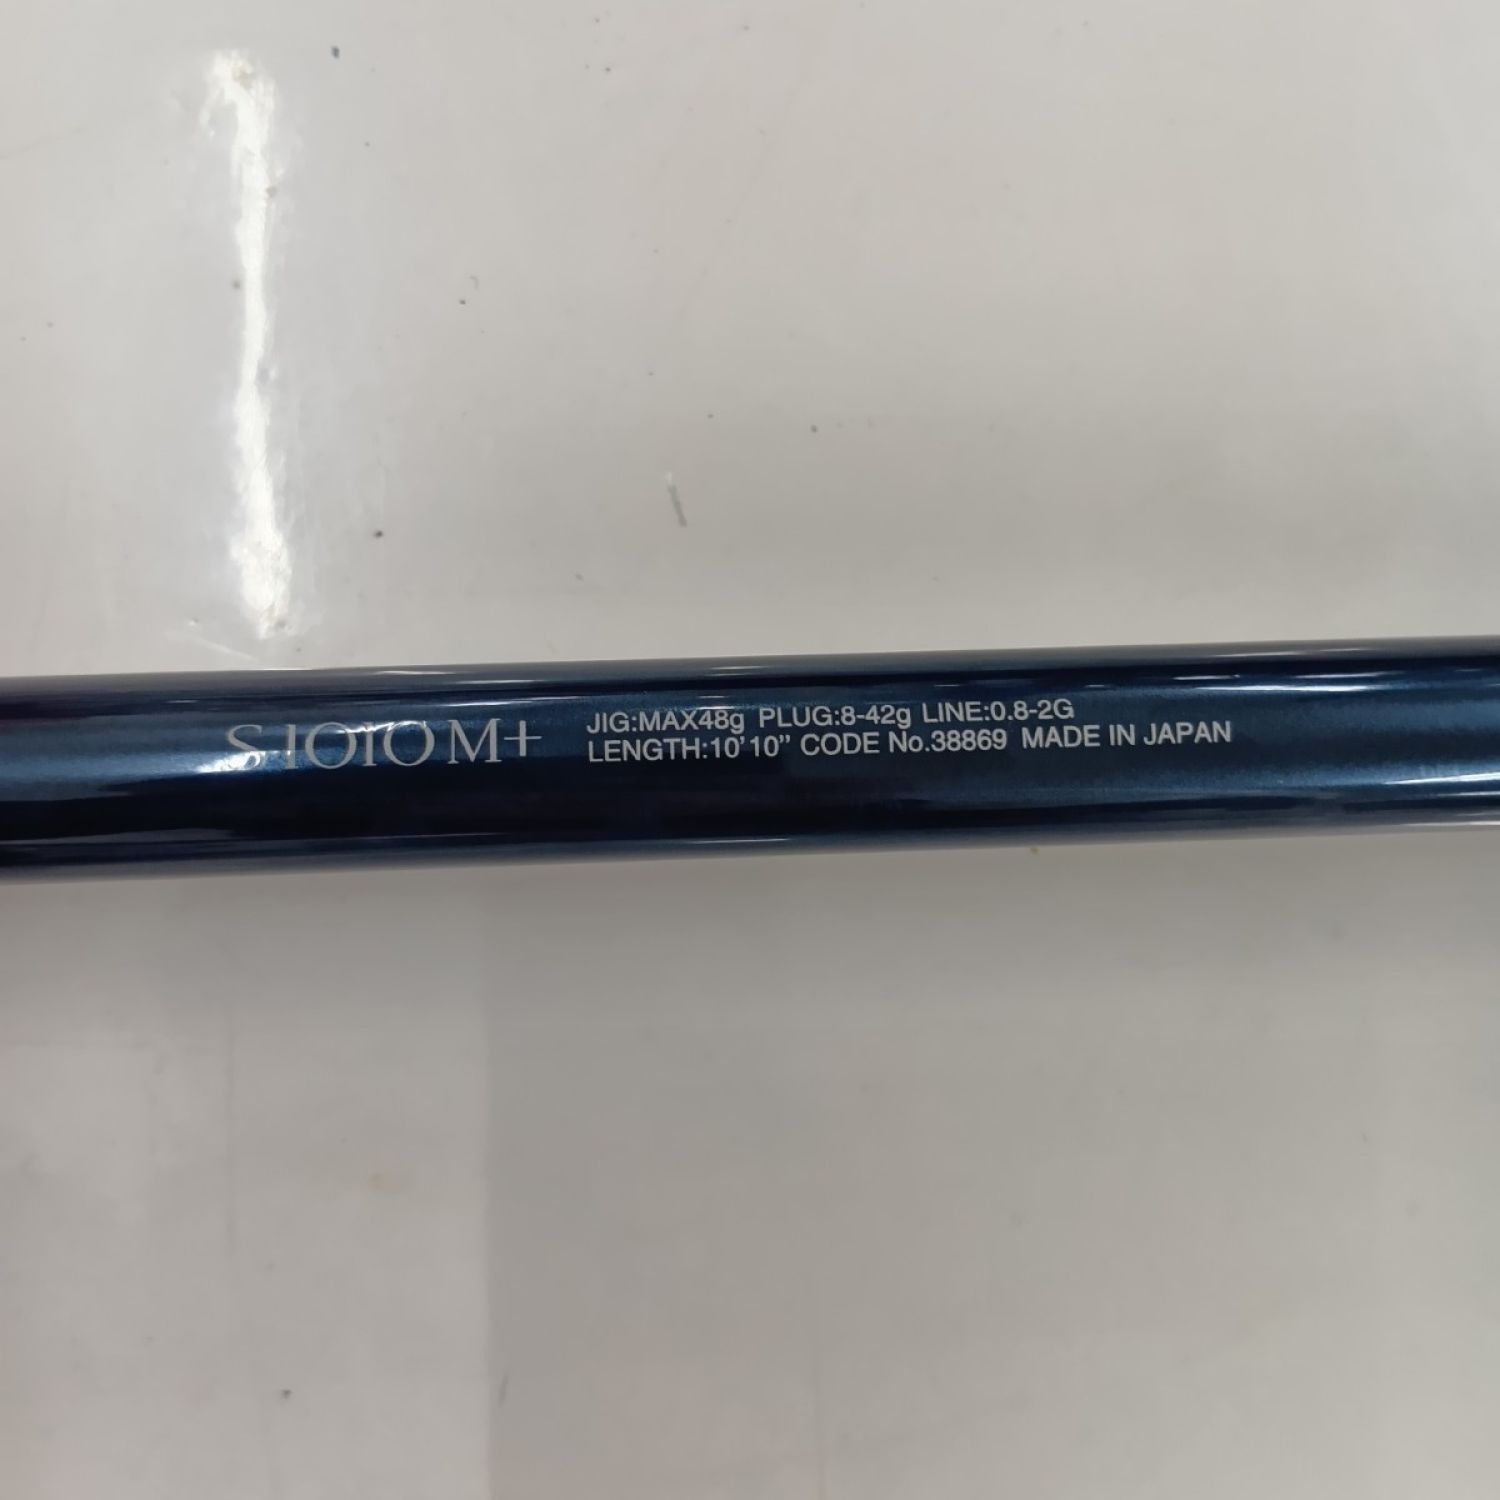 S1010M+
JIG:MAX48g PLUG:8-42g LINE:0.8-2G
LENGTH:10'10" CODE No.38869 MADE IN JAPAN